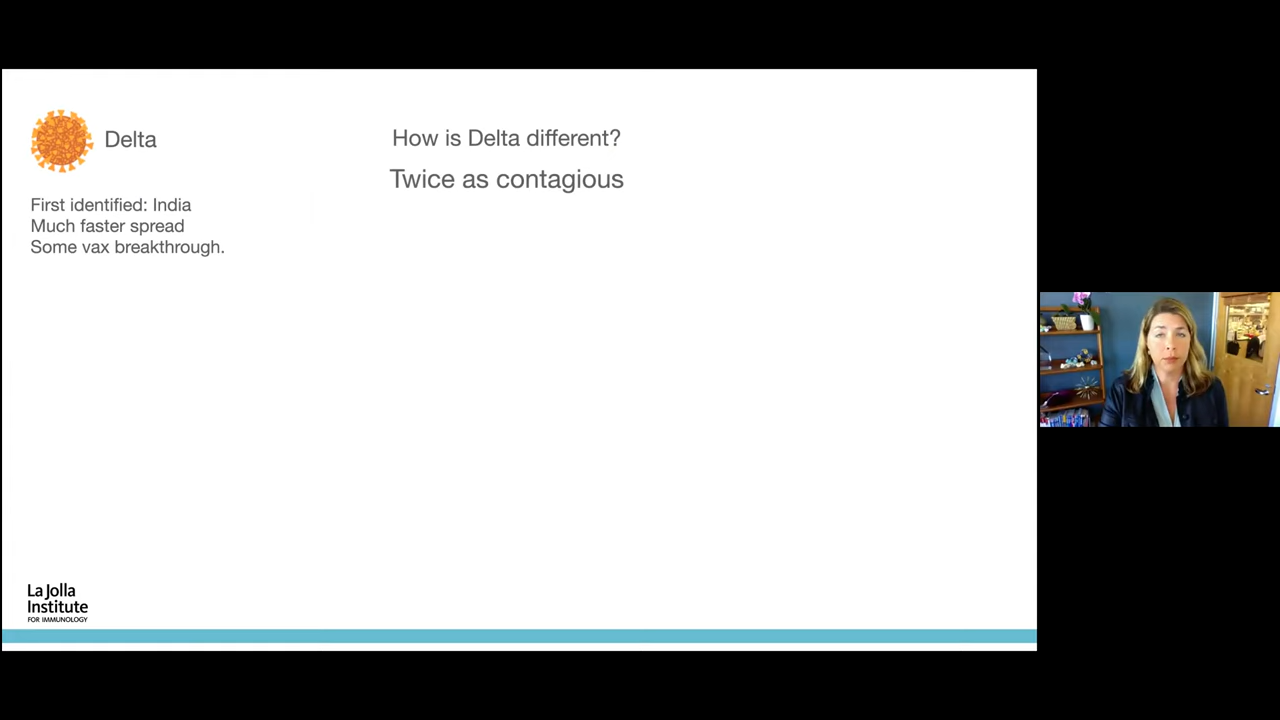 Delta
First identified: India
Much faster spread
Some vax breakthrough.
How is Delta different?
Twice as contagious
La Jolla
Institute
FOR IMMUNOLOGY